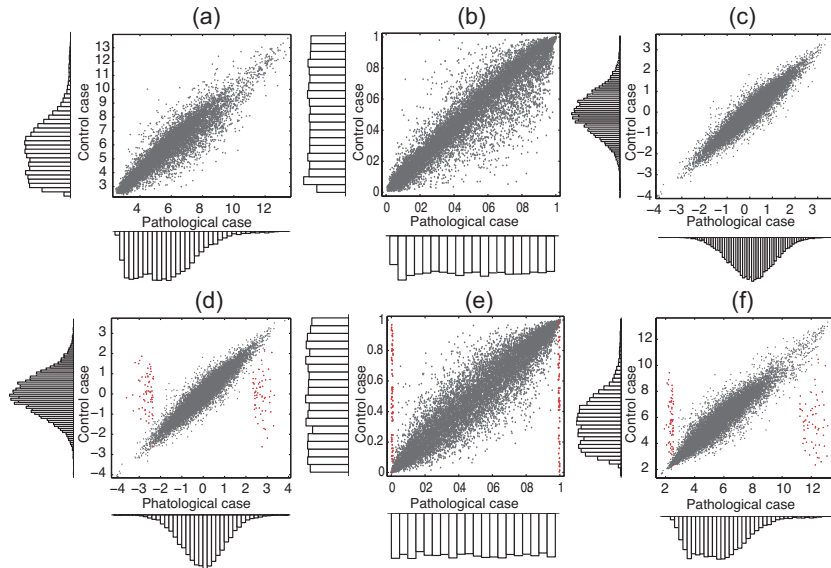 (a)
Control case
13
12
11
10
9
8
7
6
5
4
3
4 6 8 10 12
Pathological case
(b)
Control case
1
08
06
04
02
0
0 02 04 06 08 1
Pathological case
(c)
Control case
3
2
1
0
−1
−2
−3
−4
−4 −3 −2 −1 0 1 2 3
Pathological case
(d)
Control case
3
2
1
0
−1
−2
−3
−4
−4 −3 −2 −1 0 1 2 3 4
Phatological case
(e)
Control case
1
0.8
0.6
0.4
0.2
0
0 02 04 06 08 1
Pathological case
(f)
Control case
12
10
8
6
4
2
2 4 6 8 10 12
Pathological case